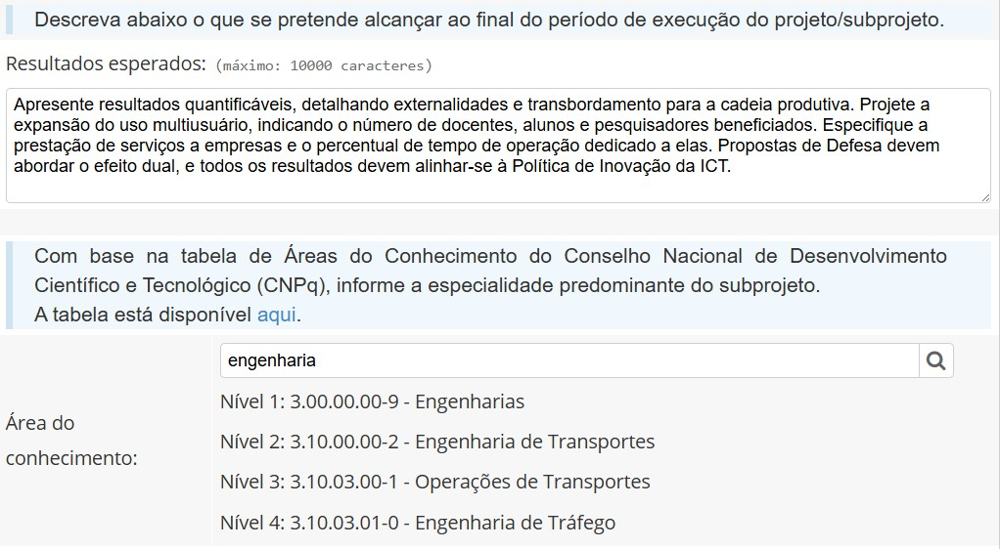 Descreva abaixo o que se pretende alcançar ao final do período de execução do projeto/subprojeto.
Resultados esperados: (máximo: 10000 caracteres)
Apresente resultados quantificáveis, detalhando externalidades e transbordamento para a cadeia produtiva. Projete a
expansão do uso multiusuário, indicando o número de docentes, alunos e pesquisadores beneficiados. Especifique a
prestação de serviços a empresas e o percentual de tempo de operação dedicado a elas. Propostas de Defesa devem
abordar o efeito dual, e todos os resultados devem alinhar-se à Política de Inovação da ICT.
Com base na tabela de Áreas do Conhecimento do Conselho Nacional de Desenvolvimento
Científico e Tecnológico (CNPq), informe a especialidade predominante do subprojeto.
A tabela está disponível aqui.
engenharia
Nível 1: 3.00.00.00-9 - Engenharias
Área do
conhecimento:
Nível 2: 3.10.00.00-2 - Engenharia de Transportes
Nível 3: 3.10.03.00-1 - Operações de Transportes
Nível 4: 3.10.03.01-0 - Engenharia de Tráfego